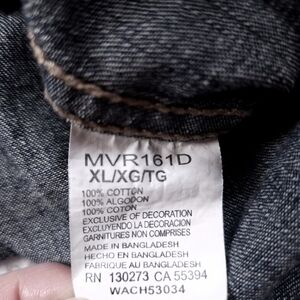 MVR161D
XL/XG/TG
100% COTTON
100% ALGODON
100% COTON
EXCLUSIVE OF DECORATION
EXCLUYENDO LA DECORACION
GARNITURES NON COMPRISES
MADE IN BANGLADESH
HECHO EN BANGLADESH
FABRIQUE AU BANGLADESH
RN 130273 CA 55394
WACH53034